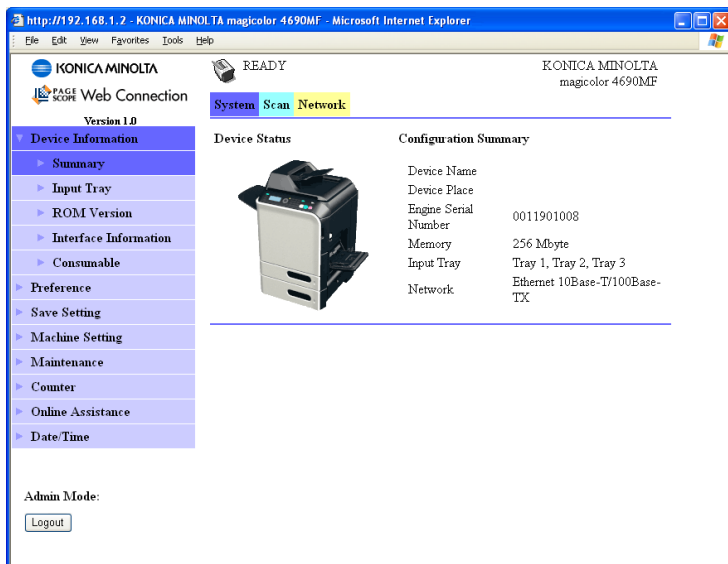 http://192.168.1.2 - KONICA MINOLTA magicolor 4690MF - Microsoft Internet Explorer
File Edit View Favorites Tools Help
KONICA MINOLTA
PAGE SCOPE Web Connection
Version 1.0
READY
KONICA MINOLTA
magicolor 4690MF
System Scan Network
Device Information
Summary
Input Tray
ROM Version
Interface Information
Consumable
Preference
Save Setting
Machine Setting
Maintenance
Counter
Online Assistance
Date/Time
Admin Mode:
Logout
Device Status
Configuration Summary
Device Name
Device Place
Engine Serial
Number
0011901008
Memory 256 Mbyte
Input Tray Tray 1, Tray 2, Tray 3
Network Ethernet 10Base-T/100Base-
TX